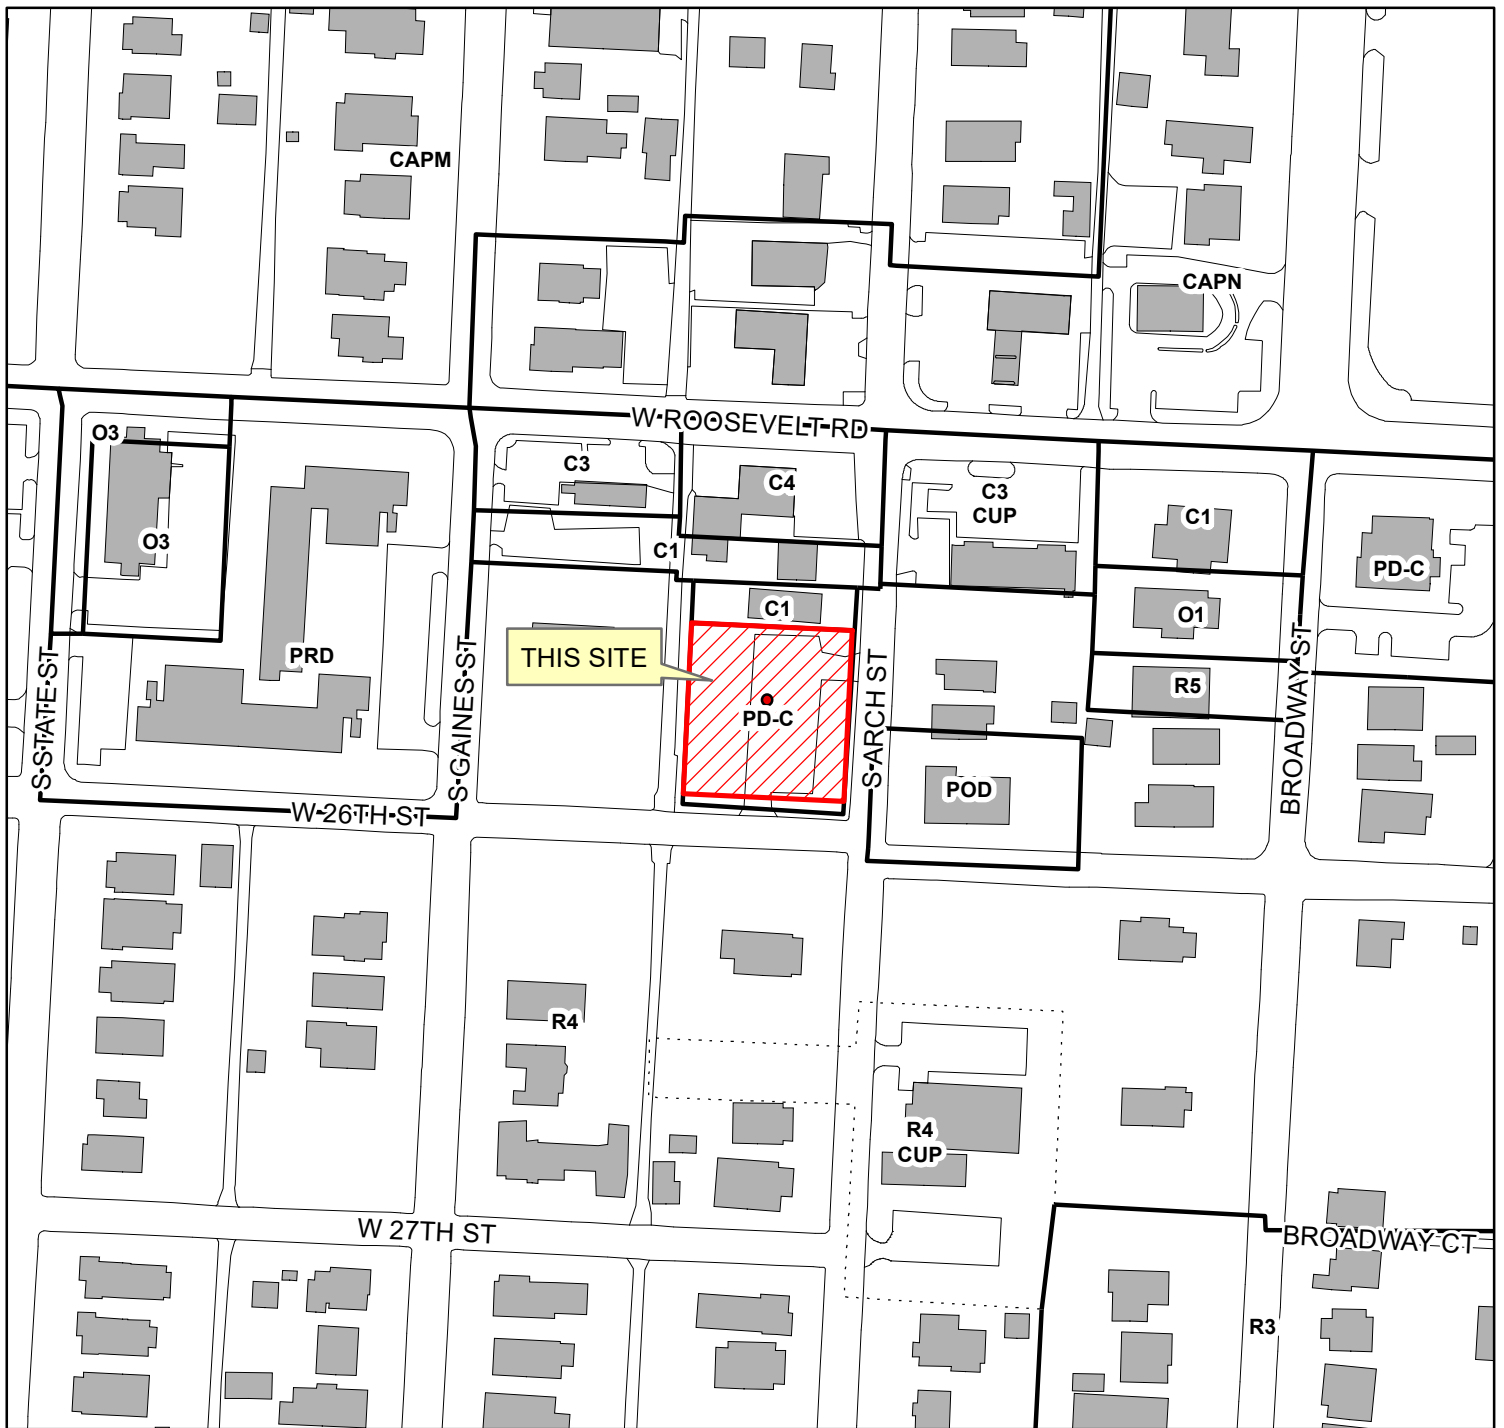 CAPM
CAPN
W ROOSEVELT RD
O3
C3
C4
C3
CUP
C1
O3
C1
PD-C
C1
O1
THIS SITE
PRD
R5
PD-C
POD
S STATE ST
S GAINES ST
S ARCH ST
BROADWAY ST
W 26TH ST
R4
R4
CUP
W 27TH ST
BROADWAY CT
R3